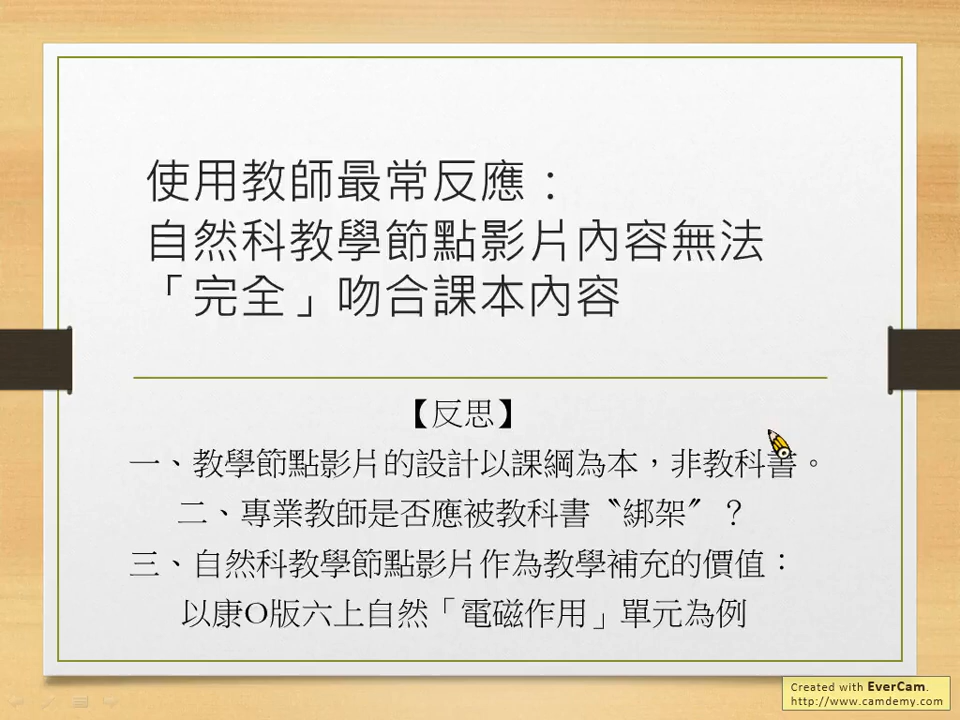 使用教師最常反應：
自然科教學節點影片內容無法
「完全」吻合課本內容
【反思】
一、教學節點影片的設計以課綱為本，非教科書。
二、專業教師是否應被教科書〝綁架〞？
三、自然科教學節點影片作為教學補充的價值：
以康O版六上自然「電磁作用」單元為例
Created with EverCam.
http://www.camdemy.com